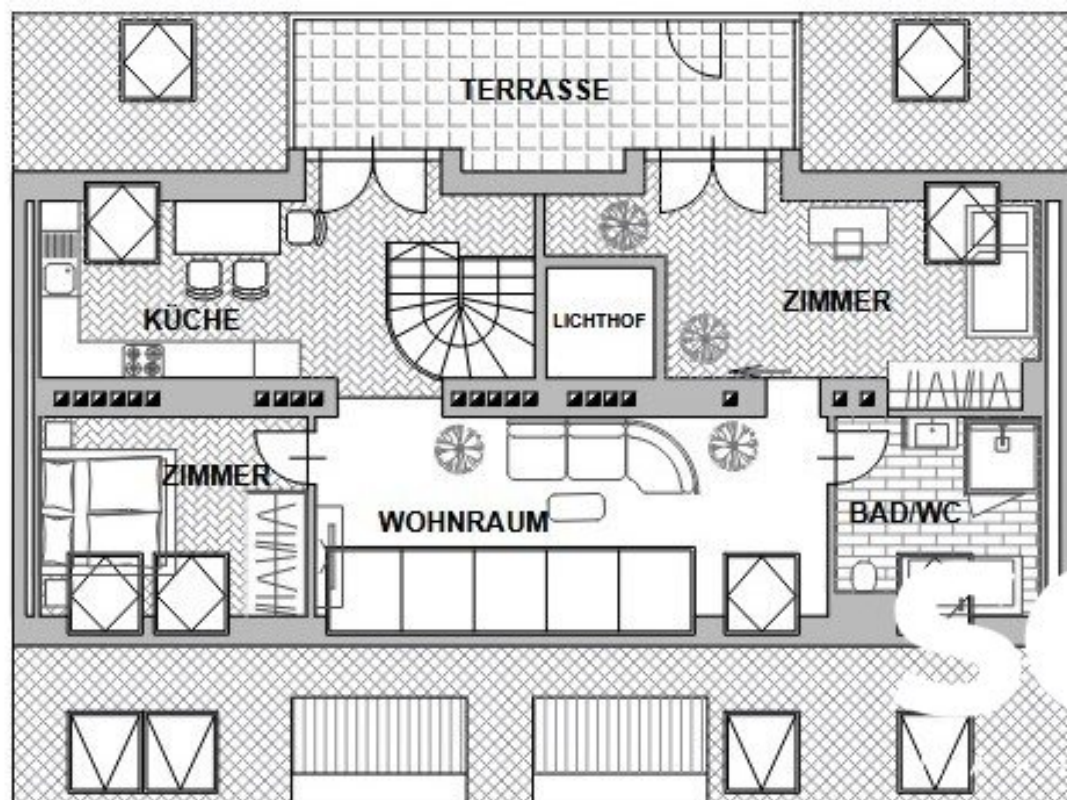 TERRASSE
KÜCHE
LICHTHOF
ZIMMER
ZIMMER
WOHNRAUM
BAD/WC